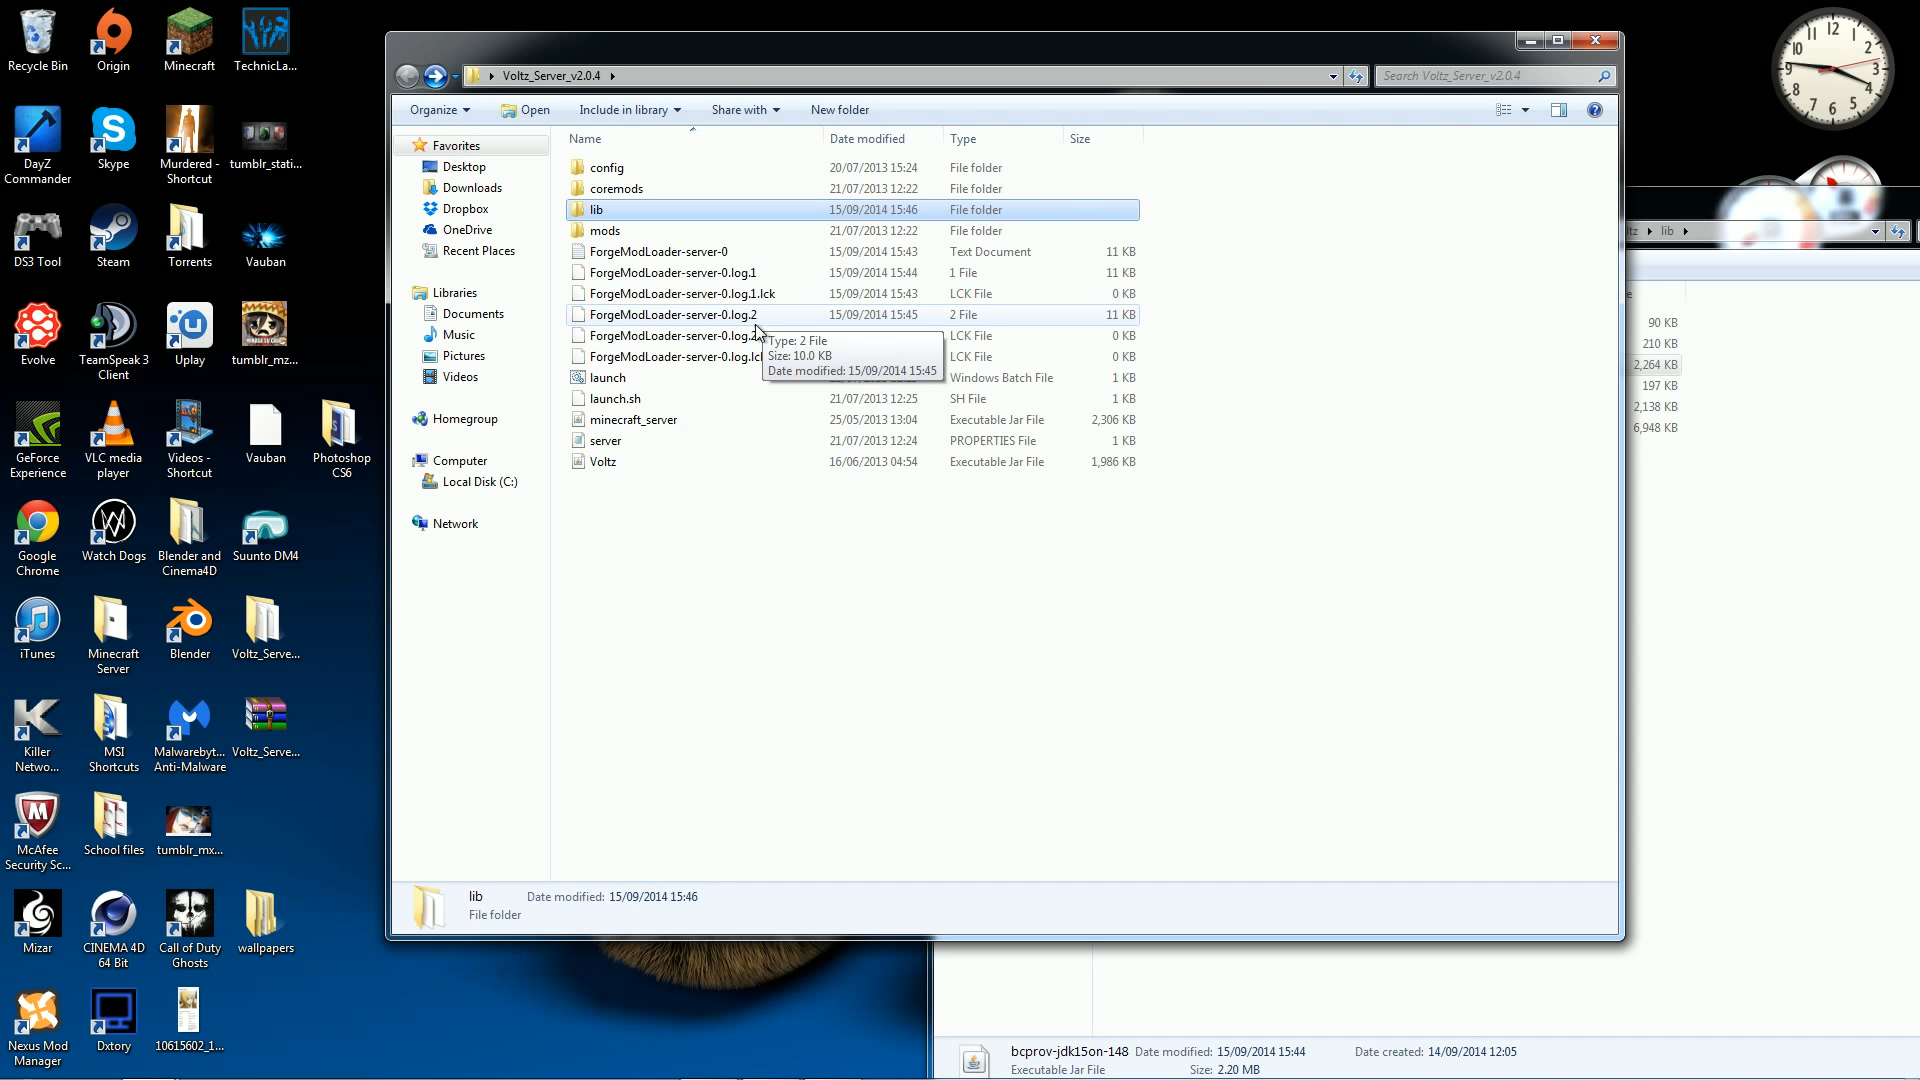 Recycle Bin
Origin
Minecraft
TechnicLa...
DayZ
Commander
Skype
Murdered -
Shortcut
tumblr_stati...
DS3 Tool
Steam
Torrents
Vauban
Evolve
TeamSpeak 3
Client
Uplay
tumblr_mz...
GeForce
Experience
VLC media
player
Videos -
Shortcut
Vauban
Photoshop
CS6
Google
Chrome
Watch Dogs
Blender and
Cinema4D
Suunto DM4
iTunes
Minecraft
Server
Blender
Voltz_Serve...
Killer
Netwo...
MSI
Shortcuts
Malwarebyt...
Anti-Malware
Voltz_Serve...
McAfee
Security Sc...
School files
tumblr_mx...
Mizar
CINEMA 4D
64 Bit
Call of Duty
Ghosts
wallpapers
Nexus Mod
Manager
Dxtory
10615602_1...
Voltz_Server_v2.0.4
Search Voltz_Server_v2.0.4
Organize Open Include in library Share with New folder
Favorites
Desktop
Downloads
Dropbox
OneDrive
Recent Places
Libraries
Documents
Music
Pictures
Videos
Homegroup
Computer
Local Disk (C:)
Network
Name Date modified Type Size
config 20/07/2013 15:24 File folder
coremods 21/07/2013 12:22 File folder
lib 15/09/2014 15:46 File folder
mods 21/07/2013 12:22 File folder
ForgeModLoader-server-0 15/09/2014 15:43 Text Document 11 KB
ForgeModLoader-server-0.log.1 15/09/2014 15:44 1 File 11 KB
ForgeModLoader-server-0.log.1.lck 15/09/2014 15:43 LCK File 0 KB
ForgeModLoader-server-0.log.2 15/09/2014 15:45 2 File 11 KB
ForgeModLoader-server-0.log.2 LCK File 0 KB
ForgeModLoader-server-0.log.lcl LCK File 0 KB
Type: 2 File
Size: 10.0 KB
Date modified: 15/09/2014 15:45
launch Windows Batch File 1 KB
launch.sh 21/07/2013 12:25 SH File 1 KB
minecraft_server 25/05/2013 13:04 Executable Jar File 2,306 KB
server 21/07/2013 12:24 PROPERTIES File 1 KB
Voltz 16/06/2013 04:54 Executable Jar File 1,986 KB
lib Date modified: 15/09/2014 15:46
File folder
12
1
2
3
4
5
6
7
8
9
10
11
ltz lib
e
90 KB
210 KB
2,264 KB
197 KB
2,138 KB
6,948 KB
bcprov-jdk15on-148 Date modified: 15/09/2014 15:44 Date created: 14/09/2014 12:05
Executable Jar File Size: 2.20 MB